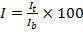 I = I_t / I_b × 100